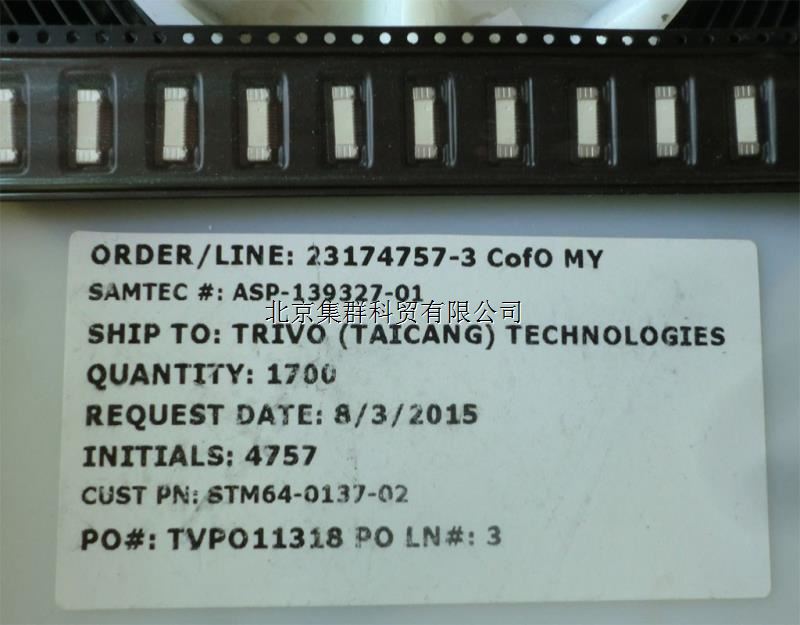 ORDER/LINE: 23174757-3 CofO MY
SAMTEC #: ASP-139327-01
北京集群科贸有限公司
SHIP TO: TRIVO (TAICANG) TECHNOLOGIES
QUANTITY: 1700
REQUEST DATE: 8/3/2015
INITIALS: 4757
CUST PN: STM64-0137-02
PO#: TVPO11318 PO LN#: 3